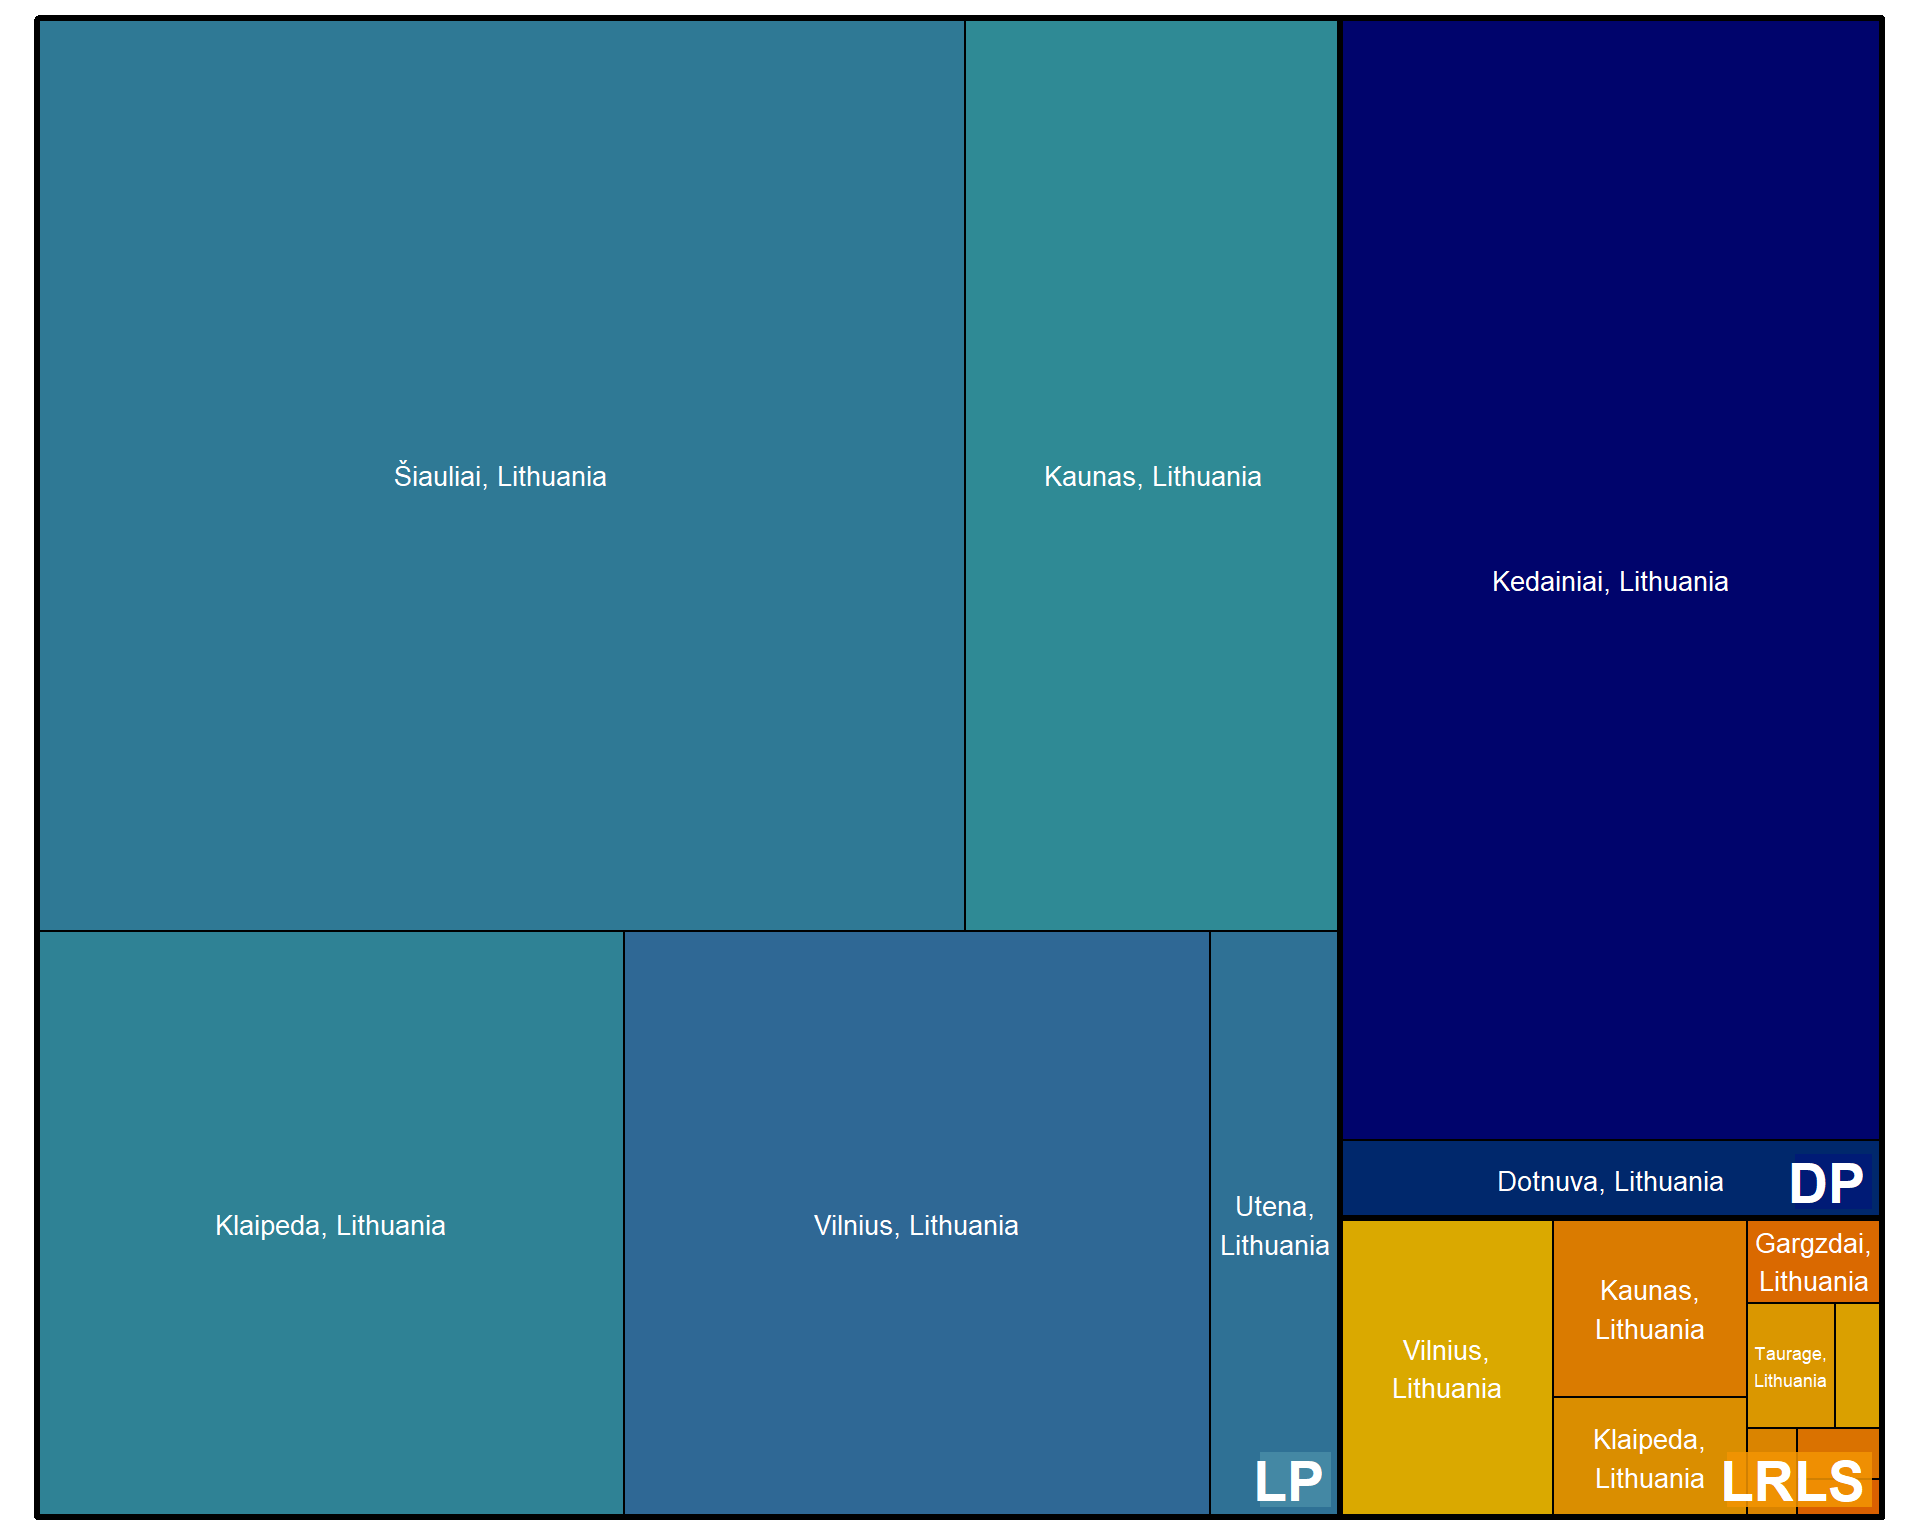 Šiauliai, Lithuania
Kaunas, Lithuania
Klaipeda, Lithuania
Vilnius, Lithuania
Utena,
Lithuania
LP
Kedainiai, Lithuania
Dotnuva, Lithuania
DP
Vilnius,
Lithuania
Kaunas,
Lithuania
Klaipeda,
Lithuania
Gargzdai,
Lithuania
Taurage,
Lithuania
LRLS